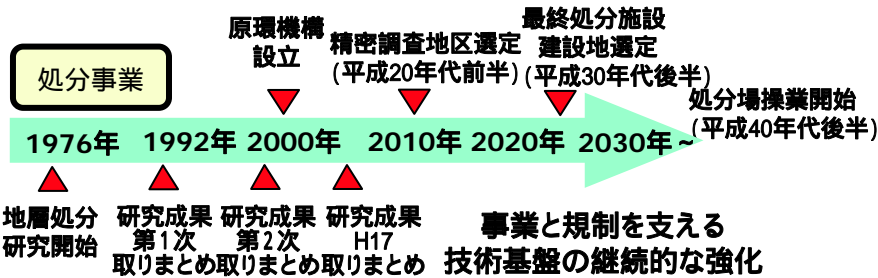 処分事業
原環機構
設立
精密調査地区選定
(平成20年代前半)
最終処分施設
建設地選定
(平成30年代後半)
処分場操業開始
(平成40年代後半)
1976年 1992年 2000年 2010年 2020年 2030年~
地層処分
研究開始
研究成果
第1次
取りまとめ
研究成果
第2次
取りまとめ
研究成果
H17
取りまとめ
事業と規制を支える
技術基盤の継続的な強化